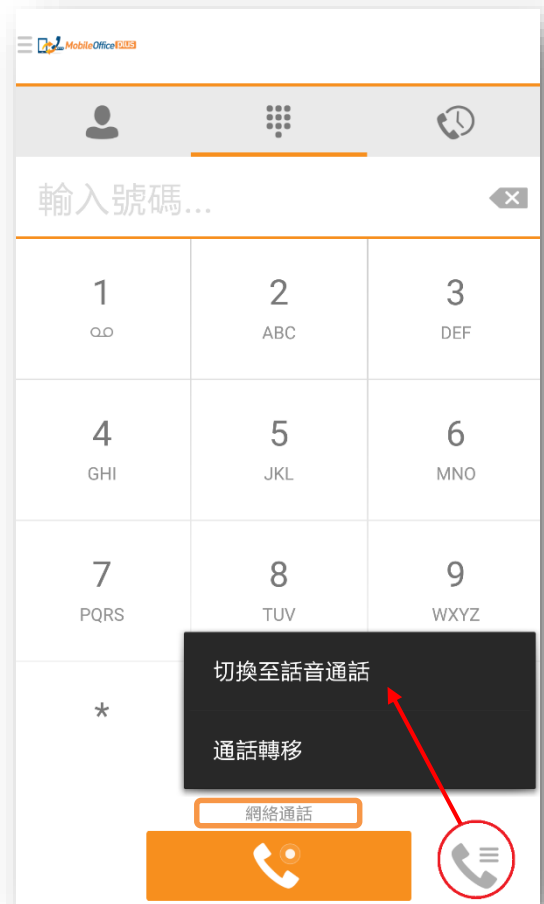 MobileOffice PLUS
輸入號碼...
1 2 3
ABC DEF
4 5 6
GHI JKL MNO
7 8 9
PQRS TUV WXYZ
切換至話音通話
*
通話轉移
網絡通話